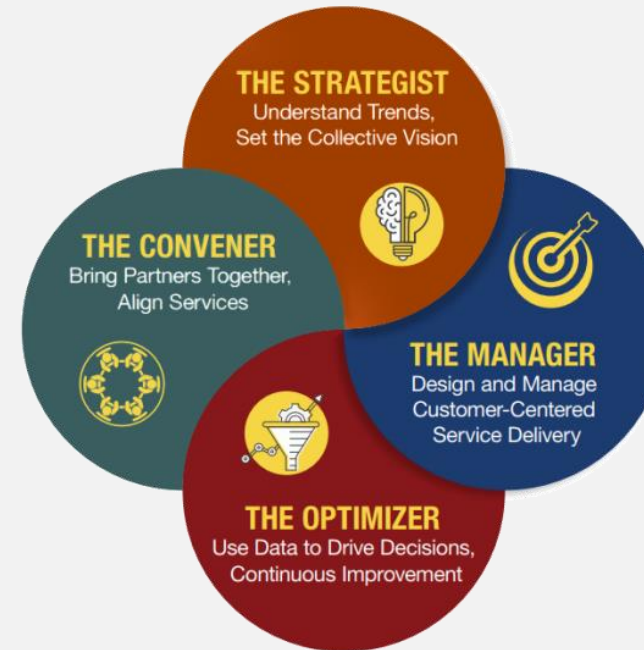 THE STRATEGIST
Understand Trends,
Set the Collective Vision
THE CONVENER
Bring Partners Together,
Align Services
THE MANAGER
Design and Manage
Customer-Centered
Service Delivery
THE OPTIMIZER
Use Data to Drive Decisions,
Continuous Improvement